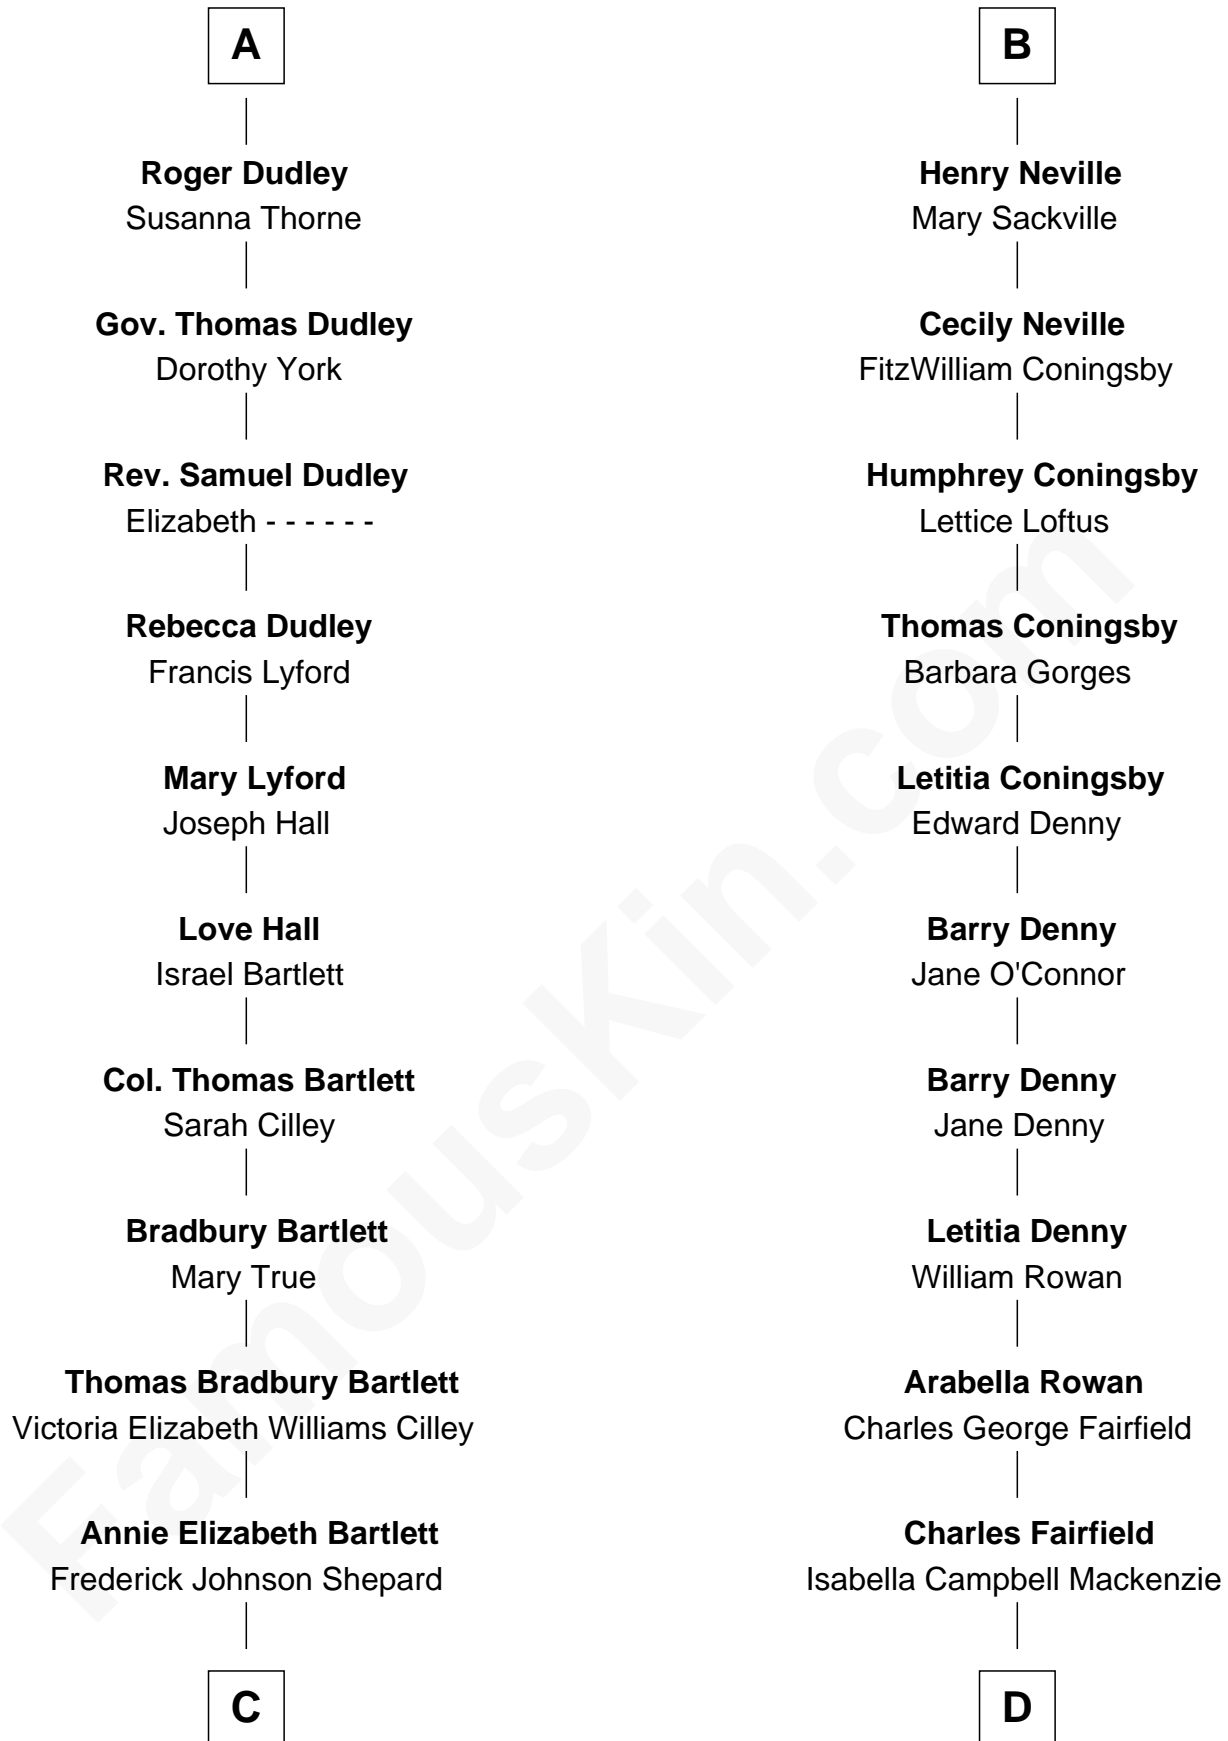 A
Roger Dudley
Susanna Thorne
Gov. Thomas Dudley
Dorothy York
Rev. Samuel Dudley
Elizabeth - - - - - -
Rebecca Dudley
Francis Lyford
Mary Lyford
Joseph Hall
Love Hall
Israel Bartlett
Col. Thomas Bartlett
Sarah Cilley
Bradbury Bartlett
Mary True
Thomas Bradbury Bartlett
Victoria Elizabeth Williams Cilley
Annie Elizabeth Bartlett
Frederick Johnson Shepard
C
B
Henry Neville
Mary Sackville
Cecily Neville
FitzWilliam Coningsby
Humphrey Coningsby
Lettice Loftus
Thomas Coningsby
Barbara Gorges
Letitia Coningsby
Edward Denny
Barry Denny
Jane O'Connor
Barry Denny
Jane Denny
Letitia Denny
William Rowan
Arabella Rowan
Charles George Fairfield
Charles Fairfield
Isabella Campbell Mackenzie
D
FamousKin.com